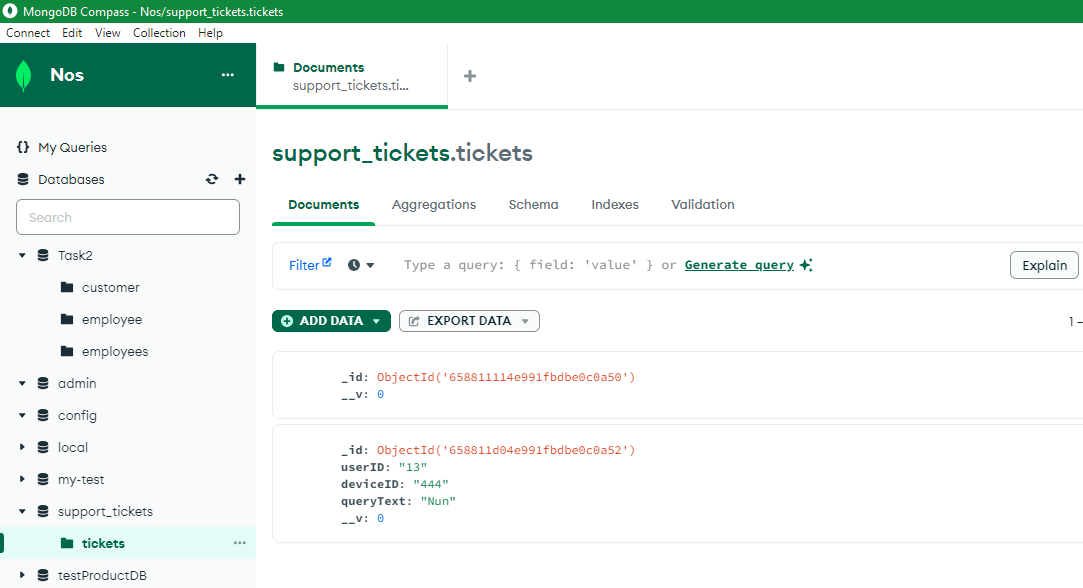 MongoDB Compass - Nos/support_tickets.tickets
Connect Edit View Collection Help
Nos
Documents
support_tickets.ti...
My Queries
Databases
Search
Task2
customer
employee
employees
admin
config
local
my-test
support_tickets
tickets
testProductDB
support_tickets.tickets
Documents Aggregations Schema Indexes Validation
Filter Type a query: { field: 'value' } or Generate query Explain
ADD DATA EXPORT DATA 1 –
_id: ObjectId('658811114e991fbdbe0c0a50')
__v: 0
_id: ObjectId('658811d04e991fbdbe0c0a52')
userID: "13"
deviceID: "444"
queryText: "Nun"
__v: 0